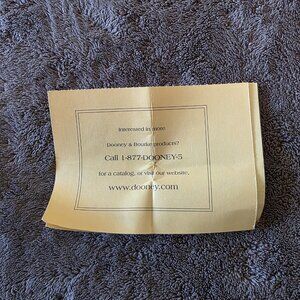 Interested in more
Dooney & Bourke products?
Call 1-877-DOONEY-5
for a catalog, or visit our website,
www.dooney.com